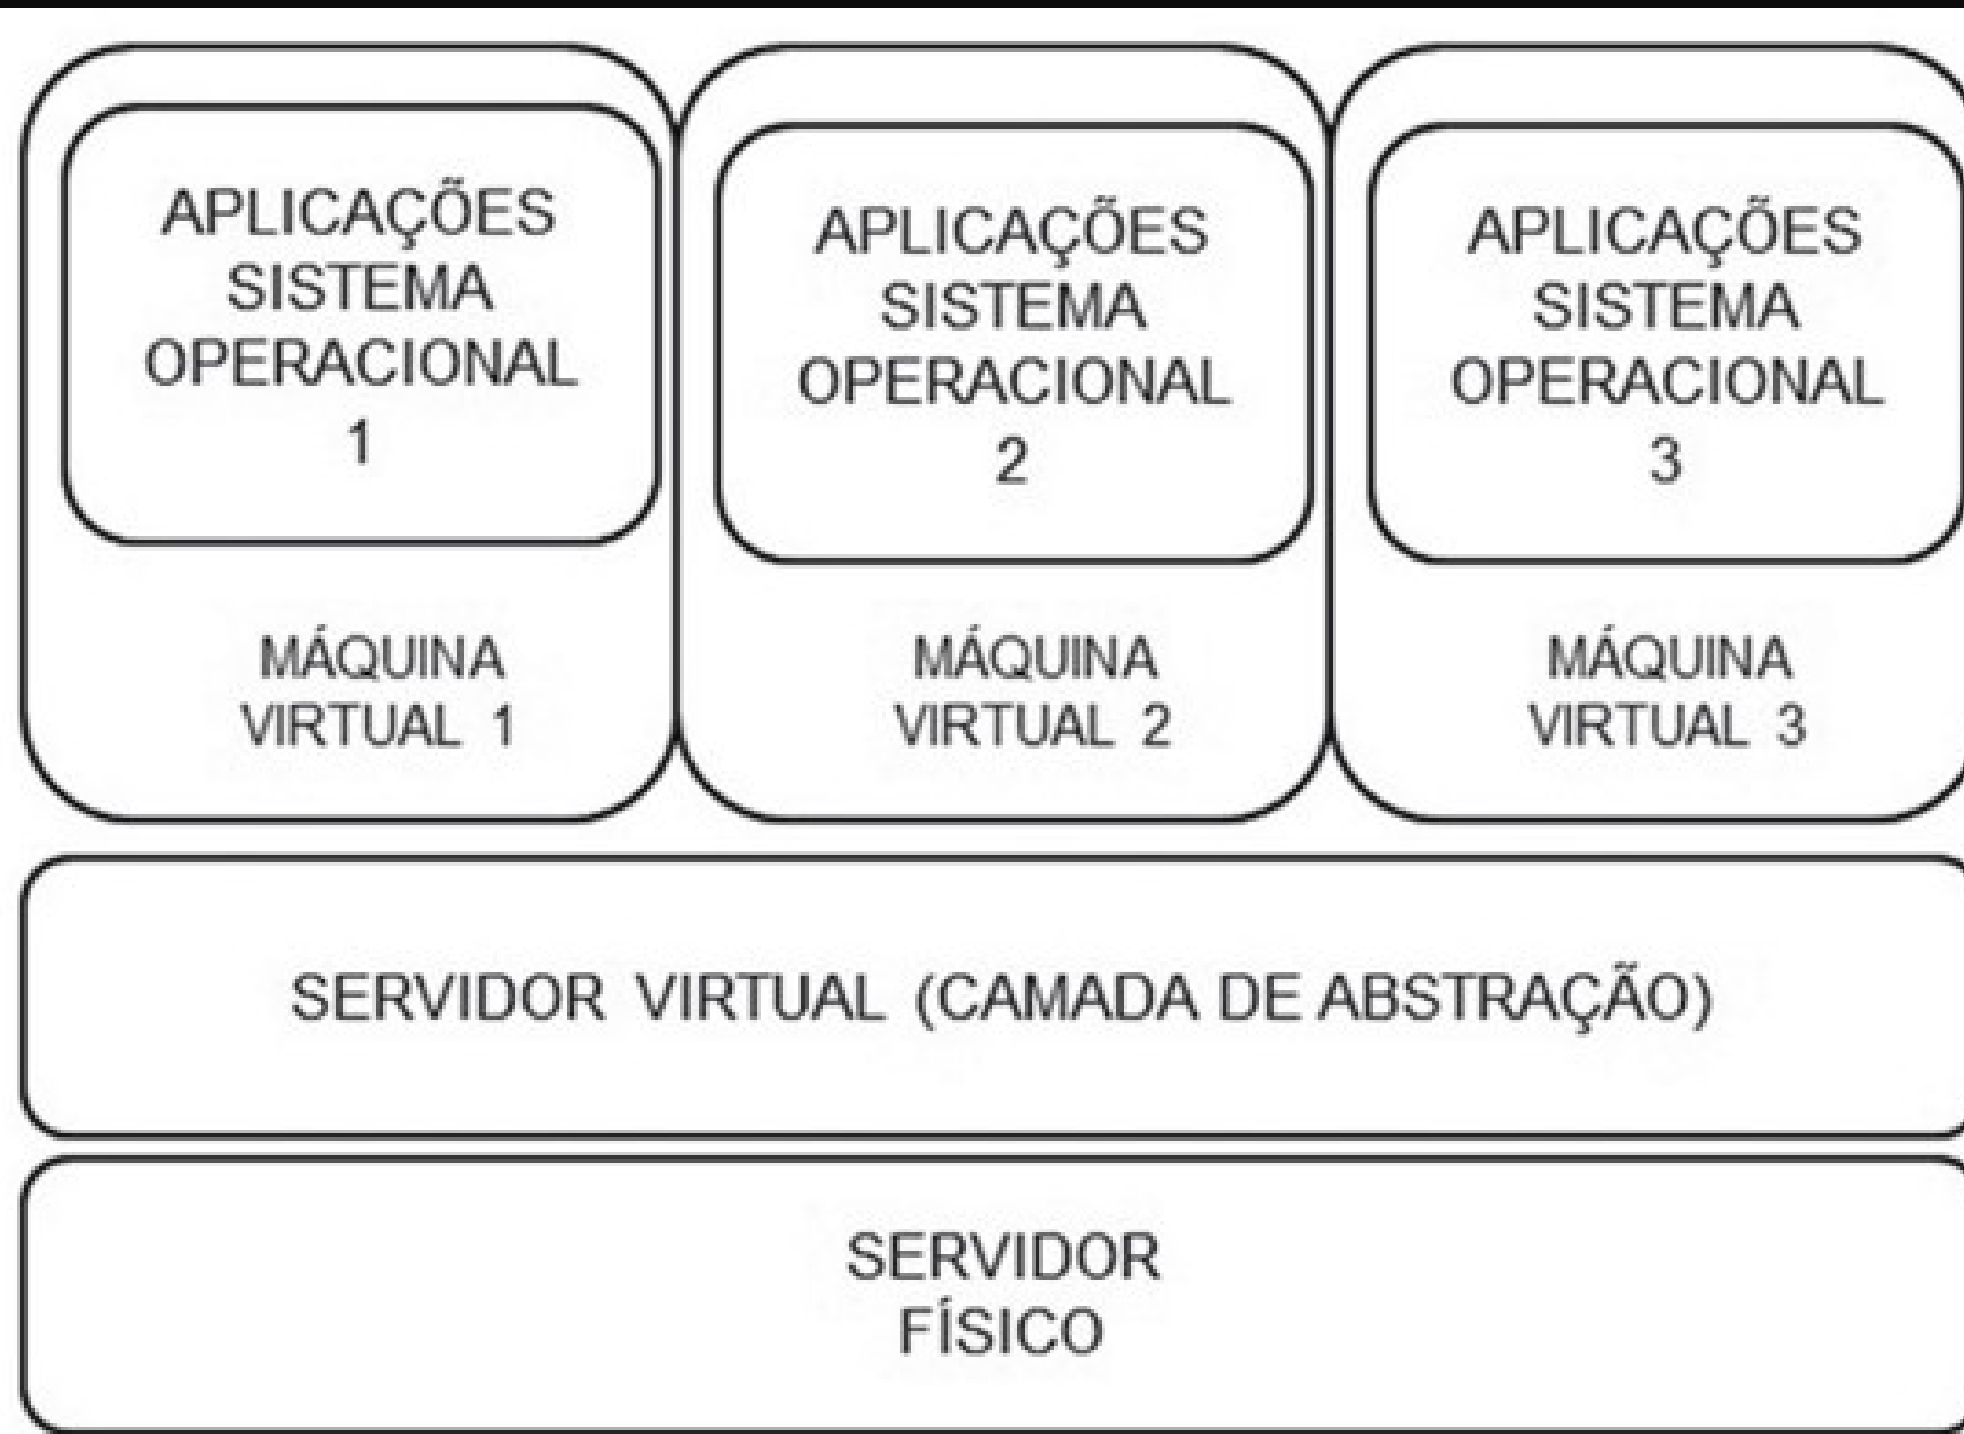 APLICAÇÕES
SISTEMA
OPERACIONAL
1
MÁQUINA
VIRTUAL 1
APLICAÇÕES
SISTEMA
OPERACIONAL
2
MÁQUINA
VIRTUAL 2
APLICAÇÕES
SISTEMA
OPERACIONAL
3
MÁQUINA
VIRTUAL 3
SERVIDOR VIRTUAL (CAMADA DE ABSTRAÇÃO)
SERVIDOR
FÍSICO